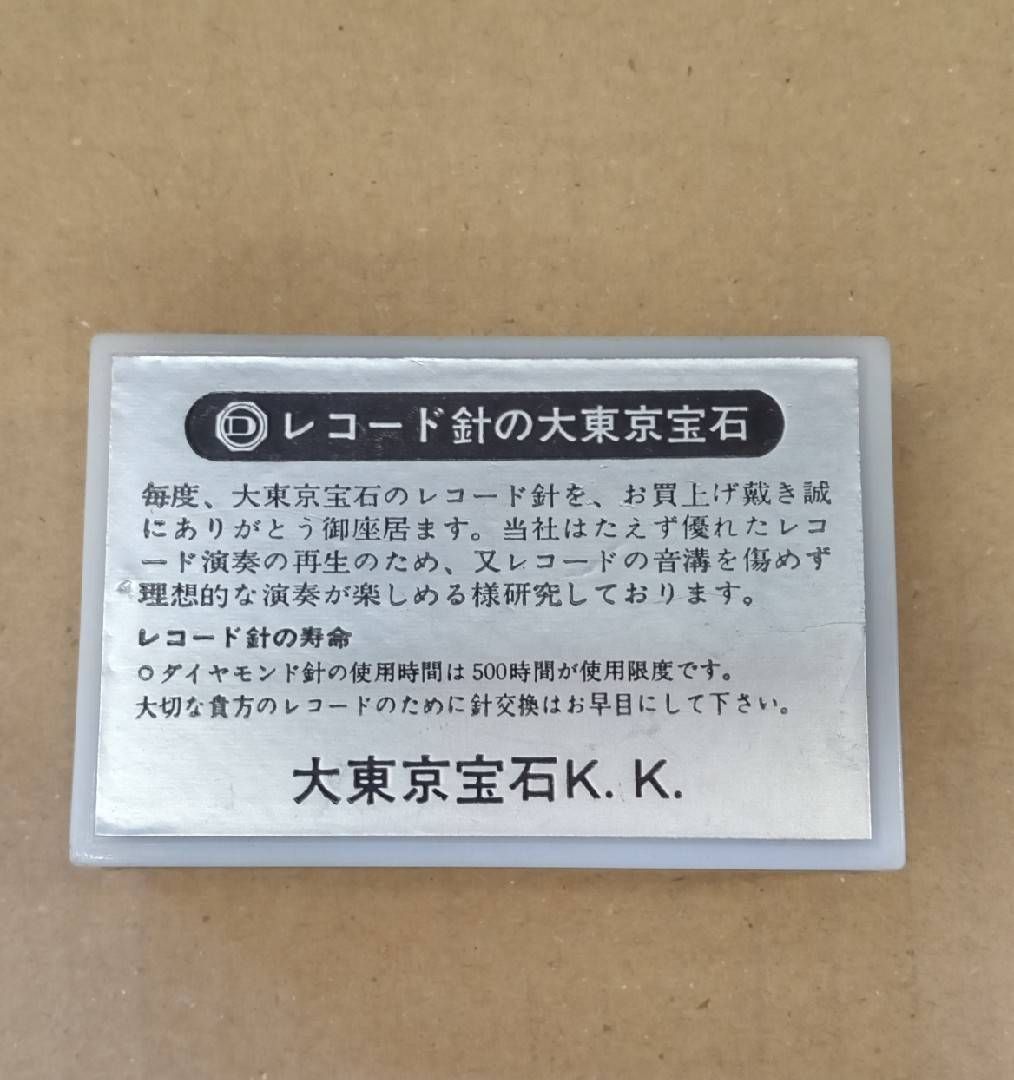 D レコード針の大東京宝石
毎度、大東京宝石のレコード針を、お買上げ戴き誠
にありがとう御座居ます。当社はたえず優れたレコ
ード演奏の再生のため、又レコードの音溝を傷めず
理想的な演奏が楽しめる様研究しております。
レコード針の寿命
○ダイヤモンド針の使用時間は500時間が使用限度です。
大切な貴方のレコードのために針交換はお早目にして下さい。
大東京宝石K.K.